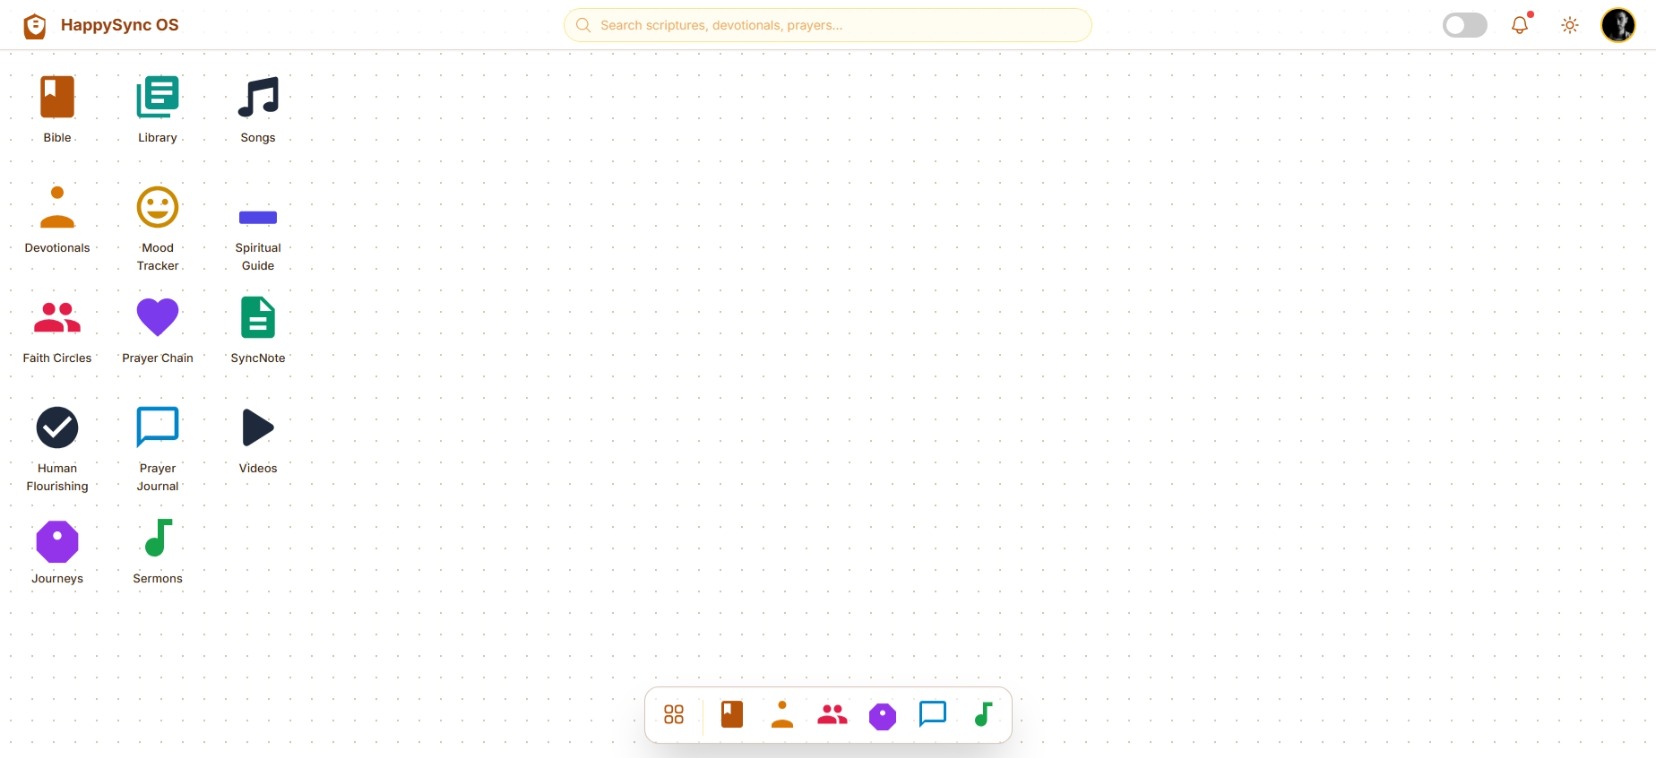 HappySync OS
Search scriptures, devotionals, prayers...
Bible
Library
Songs
Devotionals
Mood
Tracker
Spiritual
Guide
Faith Circles
Prayer Chain
SyncNote
Human
Flourishing
Prayer
Journal
Videos
Journeys
Sermons